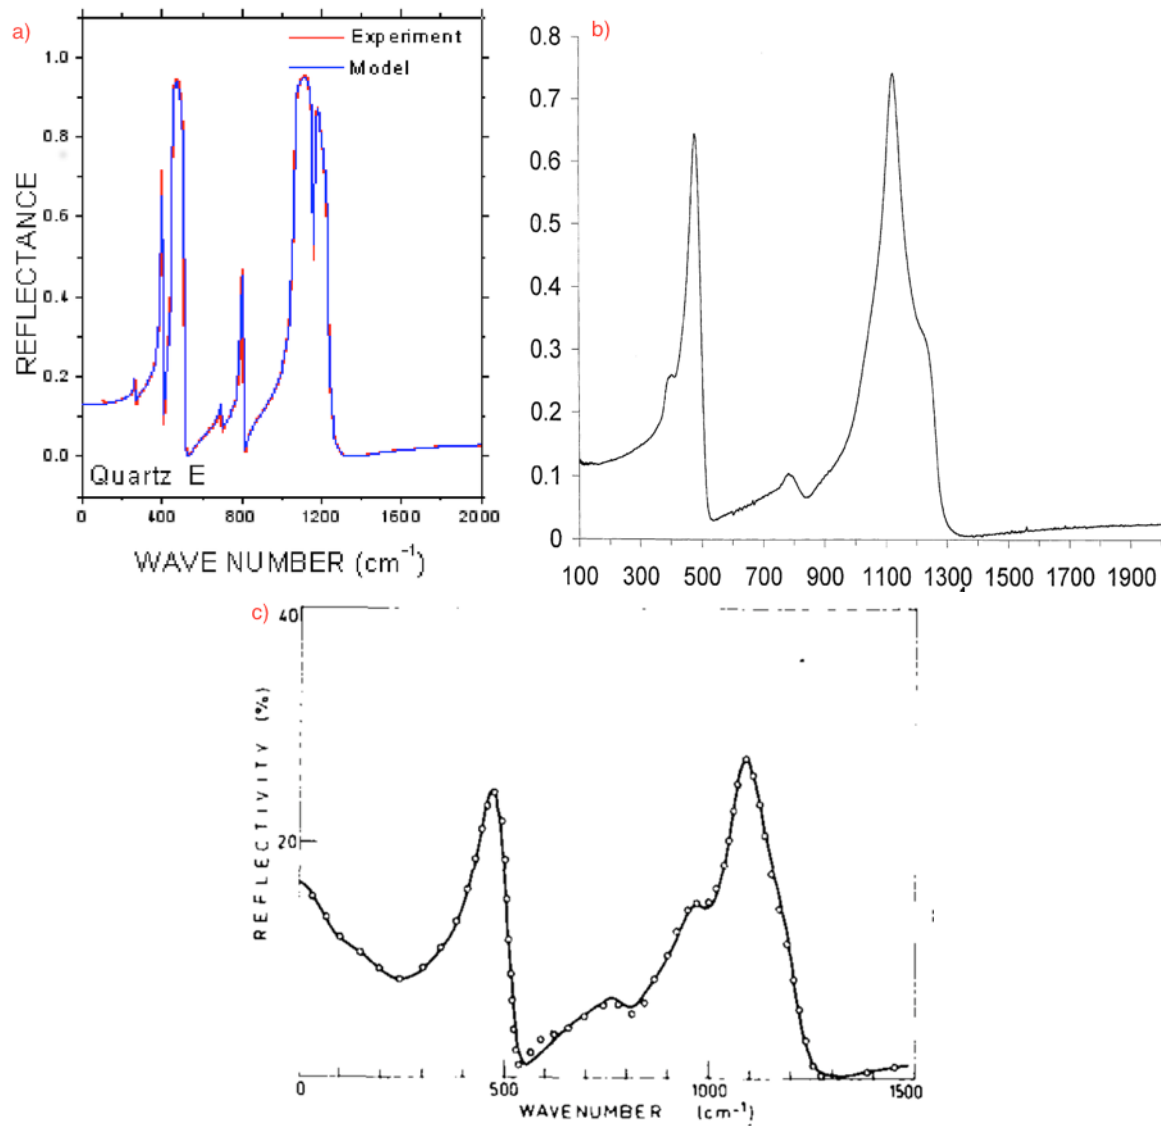 a)
Experiment
Model
1.0
0.8
0.6
0.4
0.2
0.0
REFLECTANCE
Quartz E
0 400 800 1200 1600 2000
WAVE NUMBER (cm⁻¹)
b)
0.8
0.7
0.6
0.5
0.4
0.3
0.2
0.1
0
100 300 500 700 900 1100 1300 1500 1700 1900
c)
40
20
REFLECTIVITY (%)
0 500 1000 1500
WAVENUMBER (cm-¹)